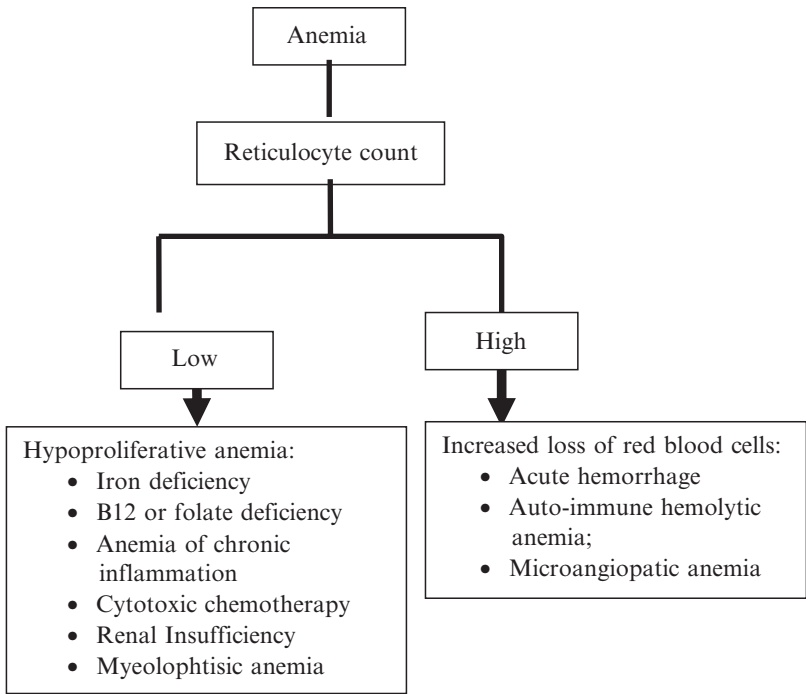 Anemia
Reticulocyte count
Low
High
Hypoproliferative anemia:
• Iron deficiency
• B12 or folate deficiency
• Anemia of chronic
inflammation
• Cytotoxic chemotherapy
• Renal Insufficiency
• Myeolophtisic anemia
Increased loss of red blood cells:
• Acute hemorrhage
• Auto-immune hemolytic
anemia;
• Microangiopatic anemia